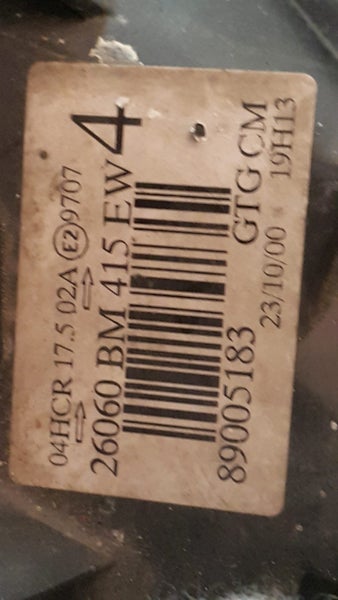 04HCR 17.5 02A E2 9707
26060 BM 415 EW 4
89005183 GTG CM
23/10/00 19H13